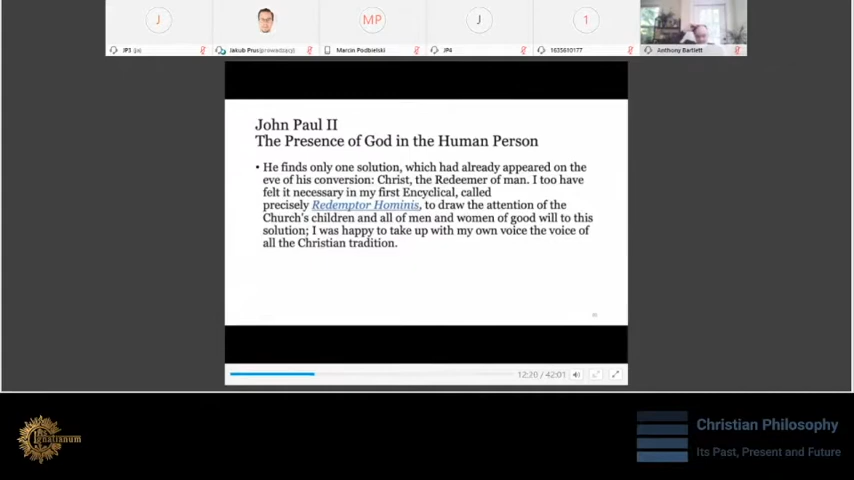 J
MP
J
1
JP3 (ja)
Jakub Prus(prowadzący)
Marcin Podbielski
JP4
1635610177
Anthony Bartlett
John Paul II
The Presence of God in the Human Person
• He finds only one solution, which had already appeared on the
eve of his conversion: Christ, the Redeemer of man. I too have
felt it necessary in my first Encyclical, called
precisely Redemptor Hominis, to draw the attention of the
Church's children and all of men and women of good will to this
solution; I was happy to take up with my own voice the voice of
all the Christian tradition.
12:20 / 42:01
Ignatianum
Christian Philosophy
Its Past, Present and Future